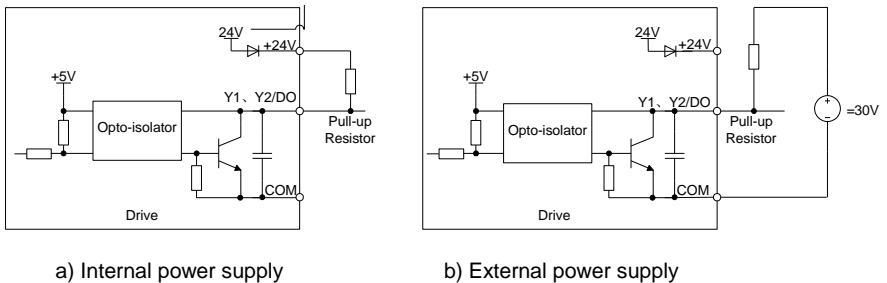 24V
+24V
+5V
Y1、Y2/DO
Opto-isolator
Pull-up
Resistor
COM
Drive
a) Internal power supply
24V
+24V
+5V
Y1、Y2/DO
Opto-isolator
Pull-up
Resistor
=30V
COM
Drive
b) External power supply